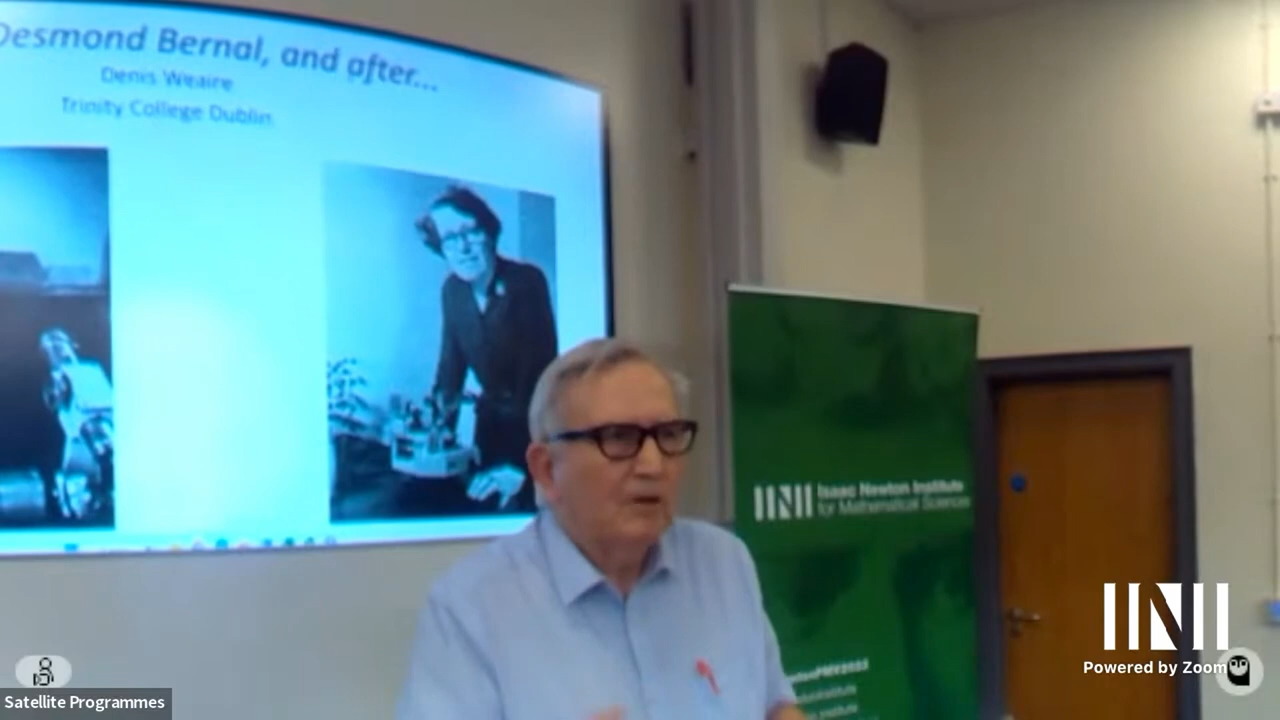 Desmond Bernal, and after...
Denis Weaire
Trinity College Dublin
INI Isaac Newton Institute
for Mathematical Sciences
INI
Powered by Zoom
Satellite Programmes